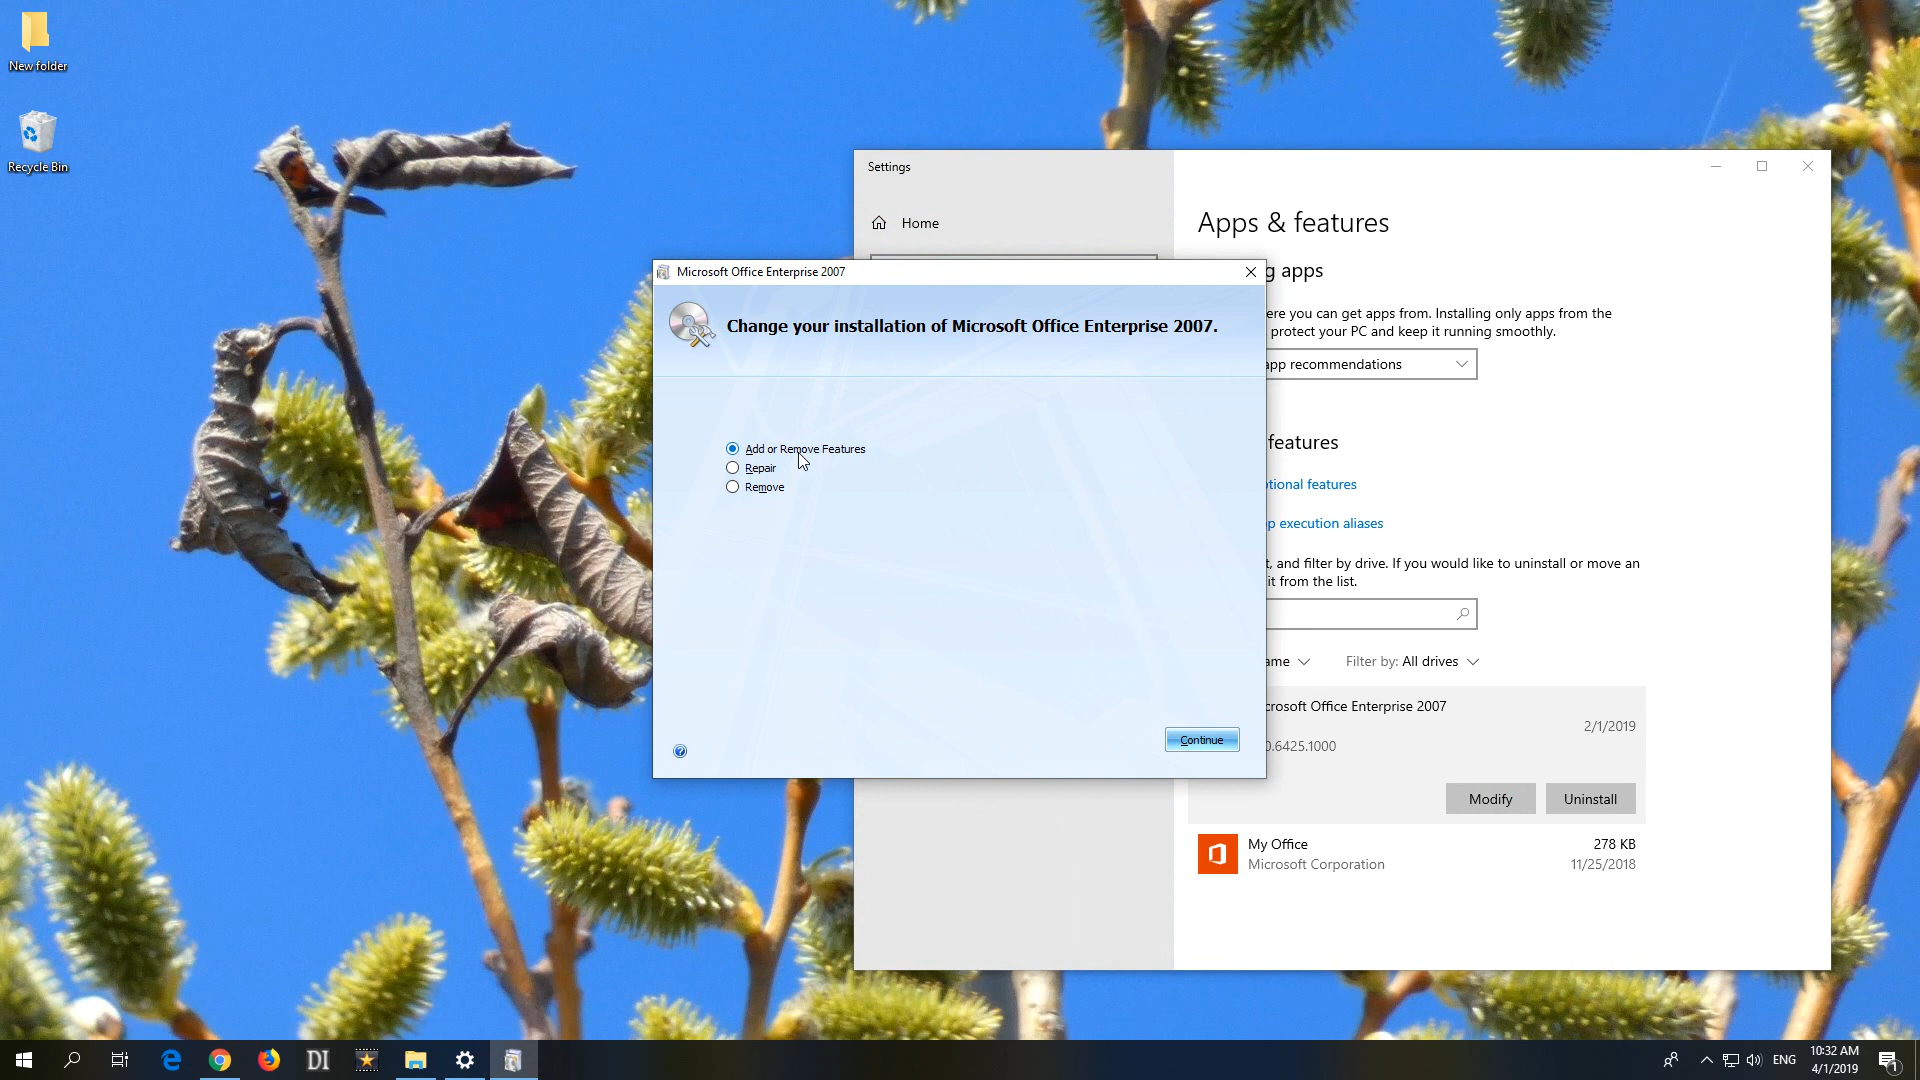 New folder
Recycle Bin
Settings
Home
Apps & features
g apps
ere you can get apps from. Installing only apps from the
protect your PC and keep it running smoothly.
app recommendations
features
tional features
p execution aliases
t, and filter by drive. If you would like to uninstall or move an
it from the list.
ame
Filter by: All drives
crosoft Office Enterprise 2007
2/1/2019
0.6425.1000
Modify
Uninstall
My Office
278 KB
Microsoft Corporation
11/25/2018
Microsoft Office Enterprise 2007
Change your installation of Microsoft Office Enterprise 2007.
Add or Remove Features
Repair
Remove
Continue
DI
ENG
10:32 AM
4/1/2019
1